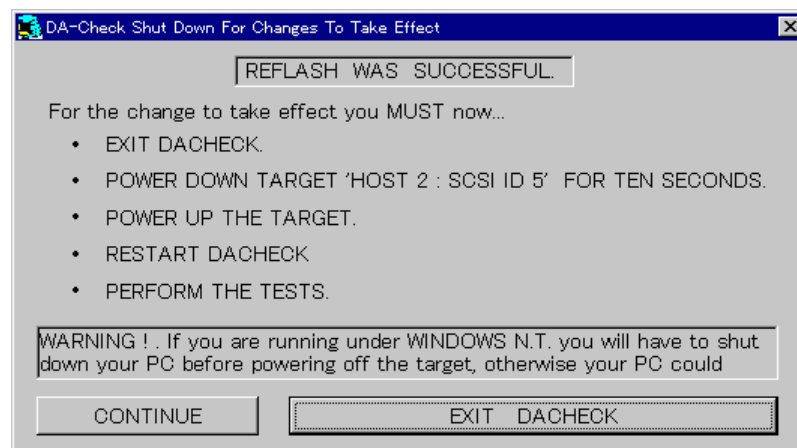 DA-Check Shut Down For Changes To Take Effect
REFLASH WAS SUCCESSFUL.
For the change to take effect you MUST now...
• EXIT DACHECK.
• POWER DOWN TARGET 'HOST 2 : SCSI ID 5' FOR TEN SECONDS.
• POWER UP THE TARGET.
• RESTART DACHECK
• PERFORM THE TESTS.
WARNING ! . If you are running under WINDOWS N.T. you will have to shut
down your PC before powering off the target, otherwise your PC could
CONTINUE
EXIT DACHECK